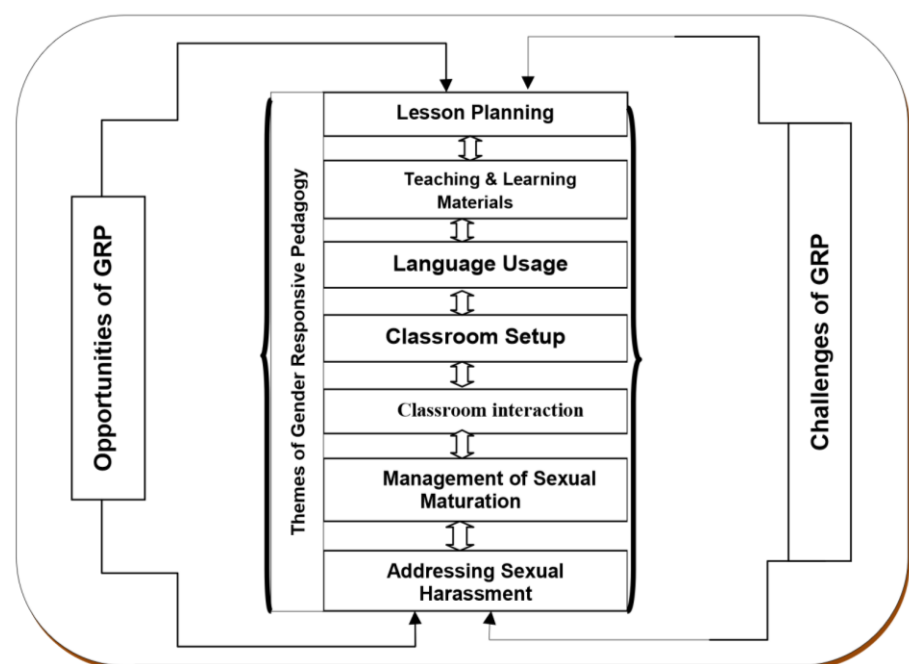 Opportunities of GRP
Themes of Gender Responsive Pedagogy
Lesson Planning
Teaching & Learning
Materials
Language Usage
Classroom Setup
Classroom interaction
Management of Sexual
Maturation
Addressing Sexual
Harassment
Challenges of GRP